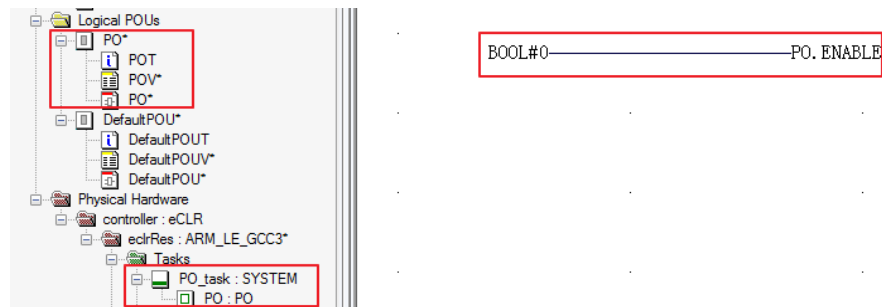 Logical POUs
PO*
POT
POV*
PO*
DefaultPOU*
DefaultPOUT
DefaultPOUV*
DefaultPOU*
Physical Hardware
controller : eCLR
eclrRes : ARM_LE_GCC3*
Tasks
PO_task : SYSTEM
PO : PO
BOOL#0 PO.ENABLE